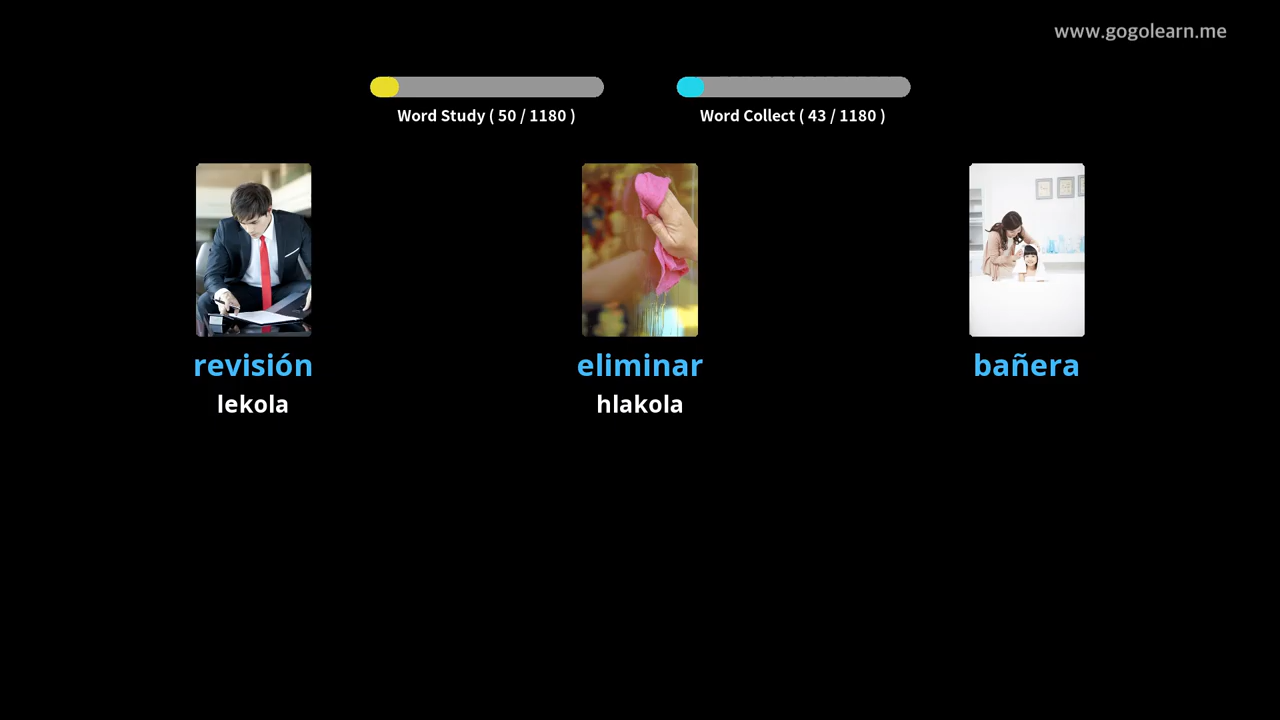 www.gogolearn.me
Word Study ( 50 / 1180 )
Word Collect ( 43 / 1180 )
revisión
lekola
eliminar
hlakola
bañera